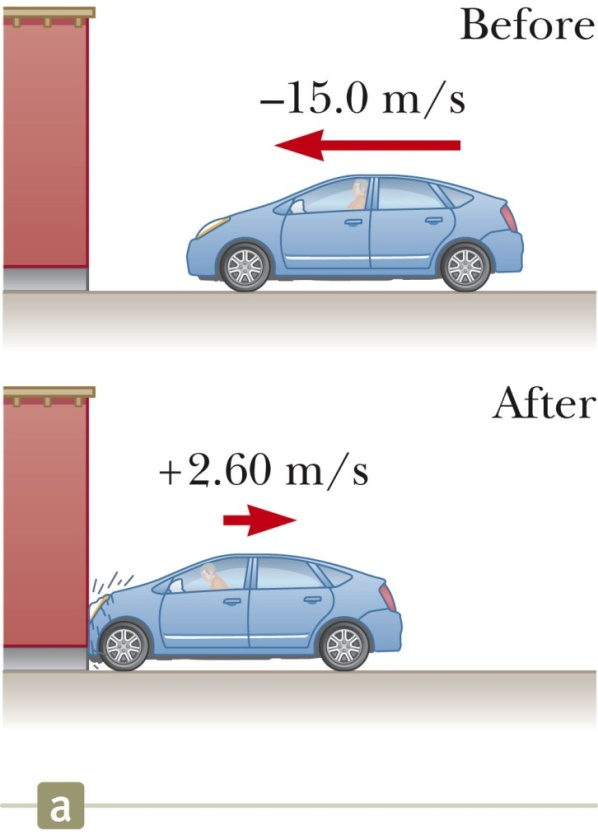 Before
–15.0 m/s
After
+2.60 m/s
a